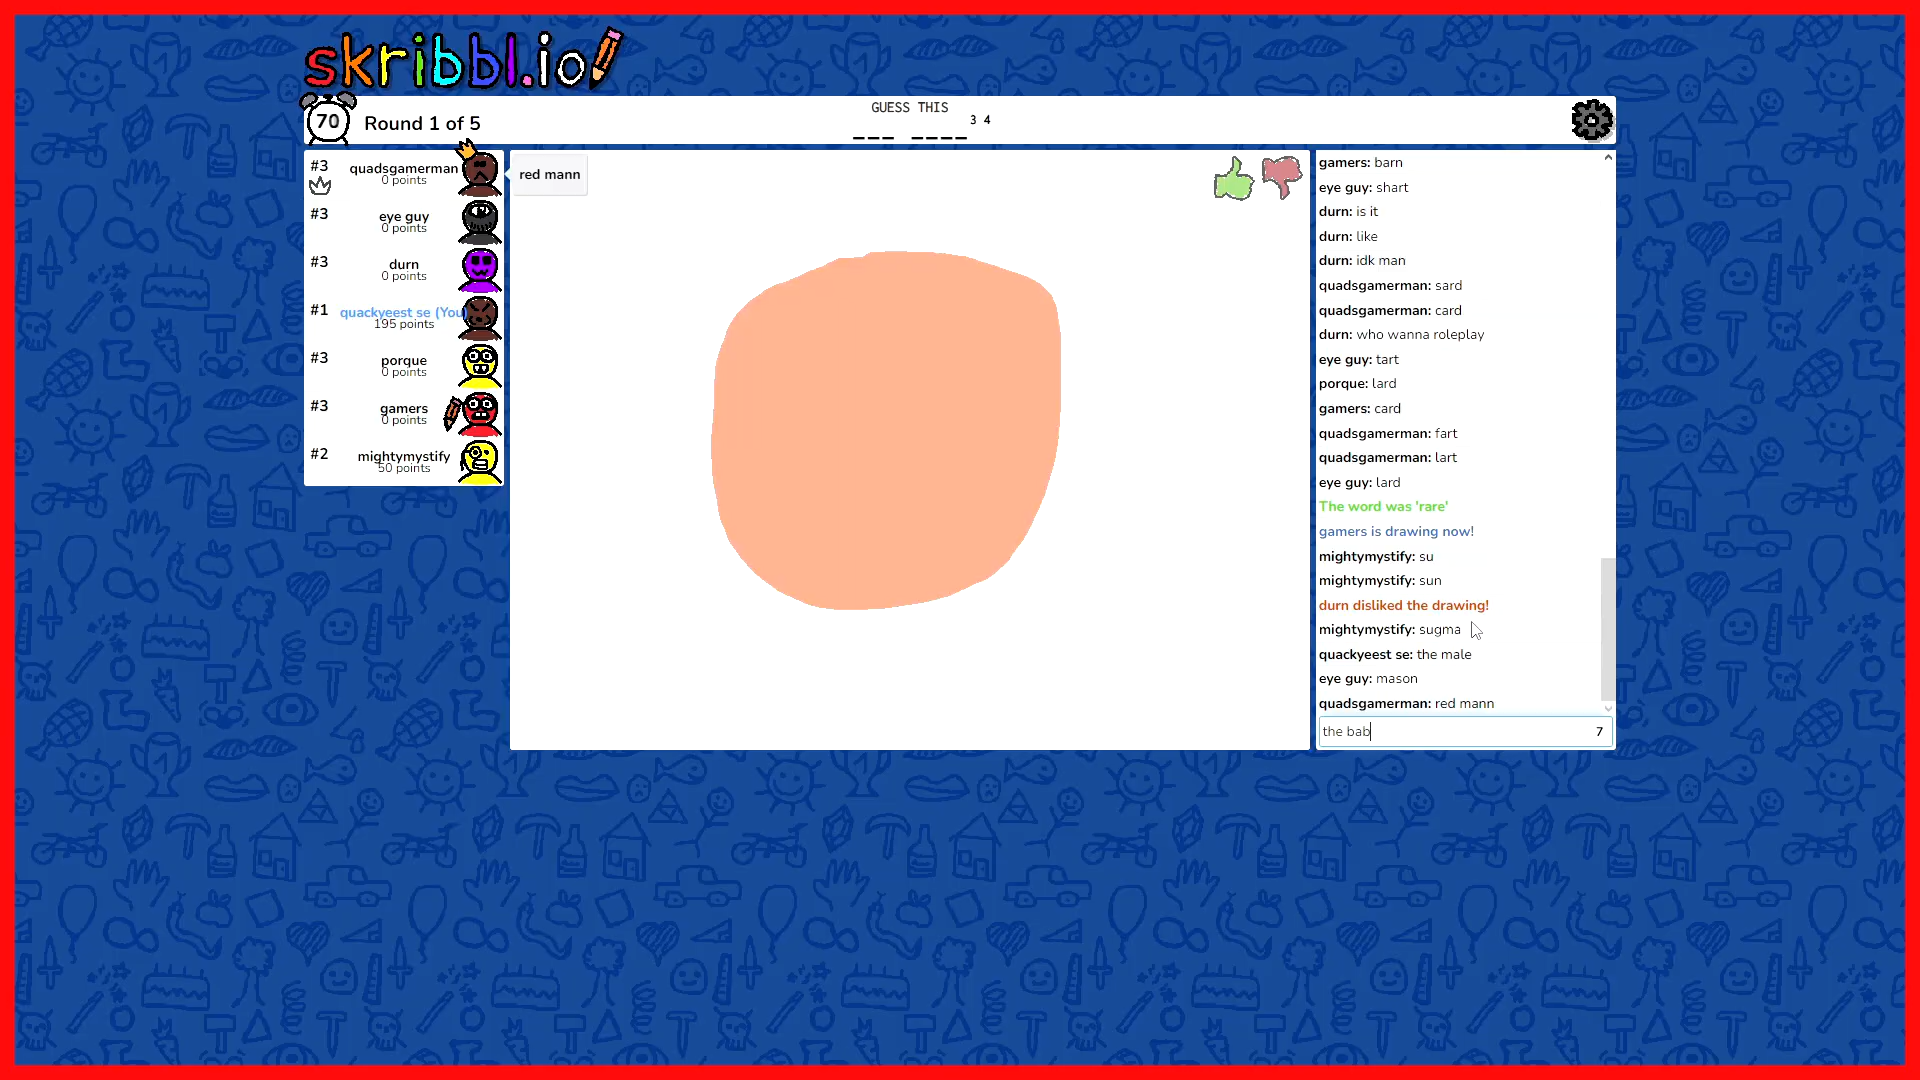 skribbl.io
70
Round 1 of 5
GUESS THIS
___ ____ 3 4
#3 quadsgamerman
0 points
#3 eye guy
0 points
#3 durn
0 points
#1 quackyeest se (You)
195 points
#3 porque
0 points
#3 gamers
0 points
#2 mightymystify
50 points
red mann
gamers: barn
eye guy: shart
durn: is it
durn: like
durn: idk man
quadsgamerman: sard
quadsgamerman: card
durn: who wanna roleplay
eye guy: tart
porque: lard
gamers: card
quadsgamerman: fart
quadsgamerman: lart
eye guy: lard
The word was 'rare'
gamers is drawing now!
mightymystify: su
mightymystify: sun
durn disliked the drawing!
mightymystify: sugma
quackyeest se: the male
eye guy: mason
quadsgamerman: red mann
the bab 7